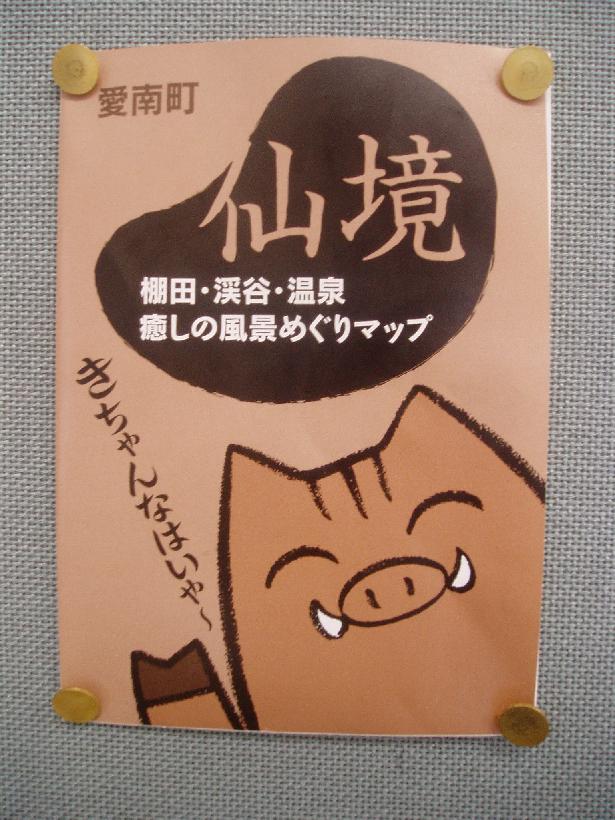 愛南町
仙境
棚田・渓谷・温泉
癒しの風景めぐりマップ
きちゃんなはいや~